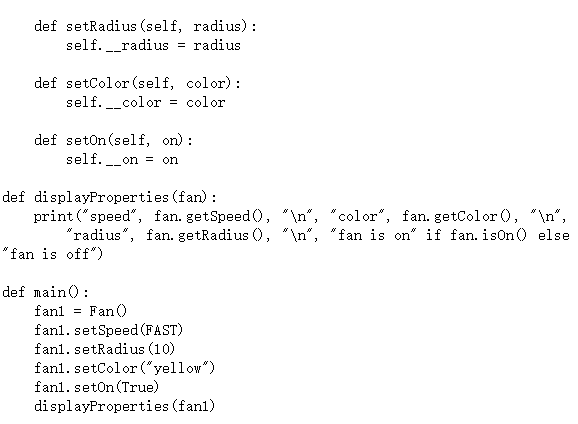 def setRadius(self, radius):
        self.__radius = radius

    def setColor(self, color):
        self.__color = color

    def setOn(self, on):
        self.__on = on

def displayProperties(fan):
    print("speed", fan.getSpeed(), "\n", "color", fan.getColor(), "\n",
        "radius", fan.getRadius(), "\n", "fan is on" if fan.isOn() else
"fan is off")

def main():
    fan1 = Fan()
    fan1.setSpeed(FAST)
    fan1.setRadius(10)
    fan1.setColor("yellow")
    fan1.setOn(True)
    displayProperties(fan1)